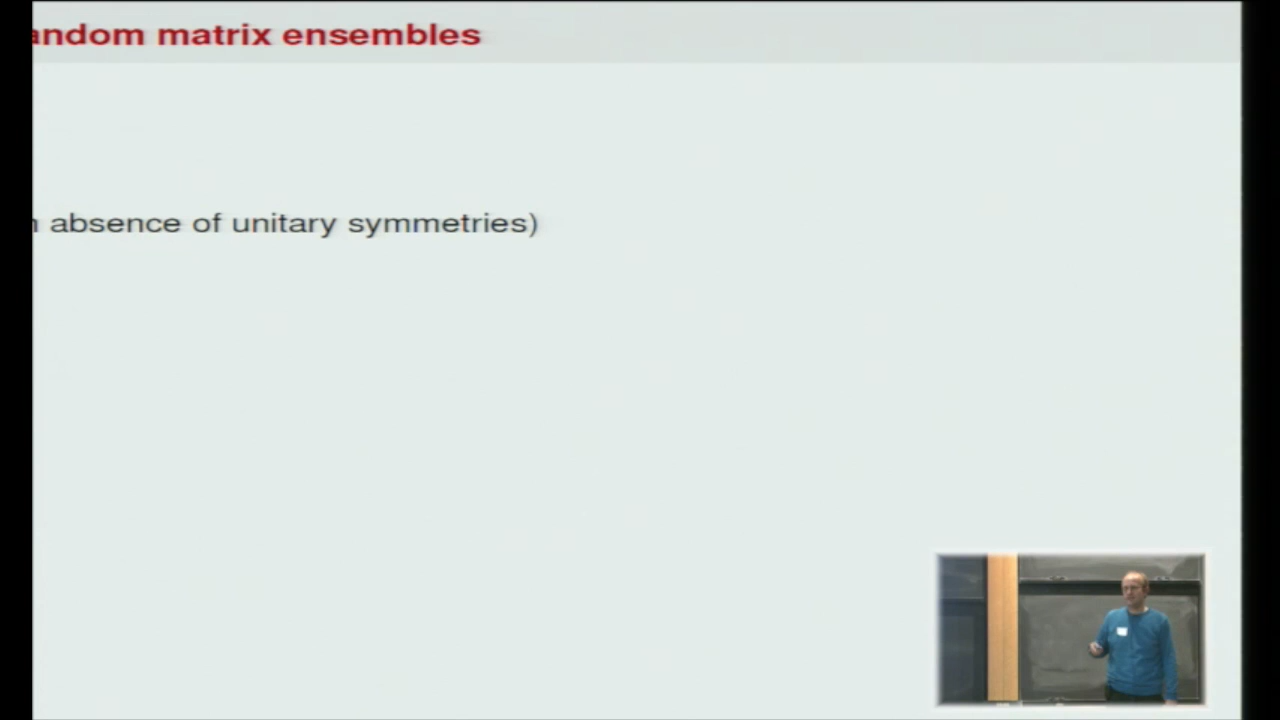 andom matrix ensembles
absence of unitary symmetries)